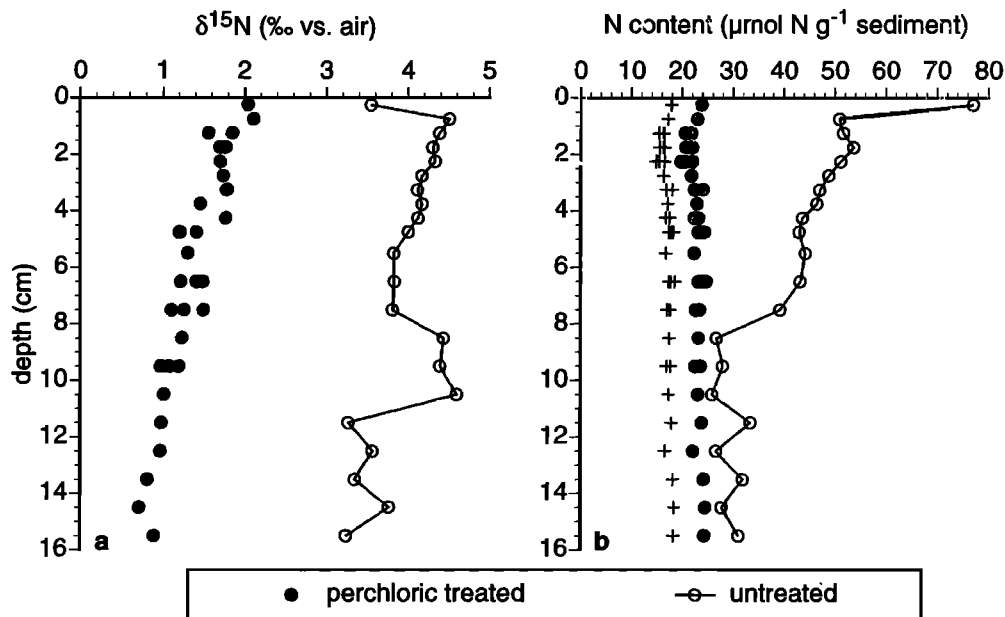 δ¹⁵N (‰ vs. air)
N content (μmol N g⁻¹ sediment)
0 1 2 3 4 5
0 10 20 30 40 50 60 70 80
0
2
4
6
8
10
12
14
16
depth (cm)
a
0
2
4
6
8
10
12
14
16
b
perchloric treated
untreated